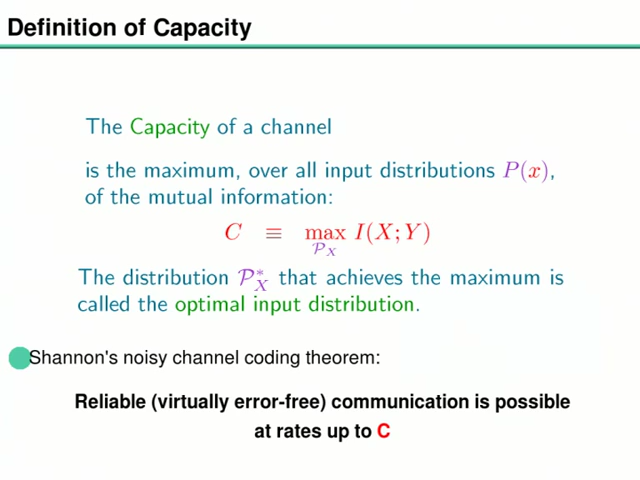 Definition of Capacity
The Capacity of a channel
is the maximum, over all input distributions P(x),
of the mutual information:
C ≡ max I(X; Y)
𝒫_X
The distribution 𝒫*_X that achieves the maximum is
called the optimal input distribution.
Shannon's noisy channel coding theorem:
Reliable (virtually error-free) communication is possible
at rates up to C